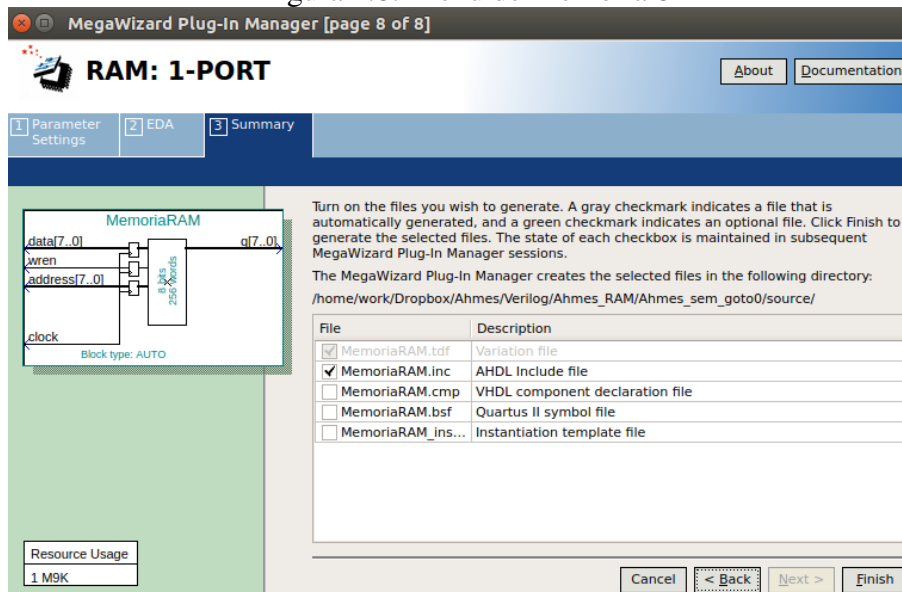 MegaWizard Plug-In Manager [page 8 of 8]
RAM: 1-PORT
About
Documentation
1 Parameter Settings
2 EDA
3 Summary
MemoriaRAM
data[7..0]
q[7..0]
wren
address[7..0]
8 bits
256 words
clock
Block type: AUTO
Turn on the files you wish to generate. A gray checkmark indicates a file that is
automatically generated, and a green checkmark indicates an optional file. Click Finish to
generate the selected files. The state of each checkbox is maintained in subsequent
MegaWizard Plug-In Manager sessions.
The MegaWizard Plug-In Manager creates the selected files in the following directory:
/home/work/Dropbox/Ahmes/Verilog/Ahmes_RAM/Ahmes_sem_goto0/source/
File Description
MemoriaRAM.tdf Variation file
MemoriaRAM.inc AHDL Include file
MemoriaRAM.cmp VHDL component declaration file
MemoriaRAM.bsf Quartus II symbol file
MemoriaRAM_ins... Instantiation template file
Resource Usage
1 M9K
Cancel
< Back
Next >
Finish